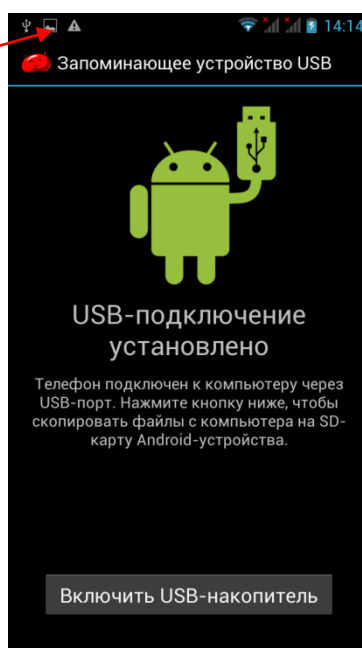 14:14
Запоминающее устройство USB
USB-подключение
установлено
Телефон подключен к компьютеру через
USB-порт. Нажмите кнопку ниже, чтобы
скопировать файлы с компьютера на SD-
карту Android-устройства.
Включить USB-накопитель